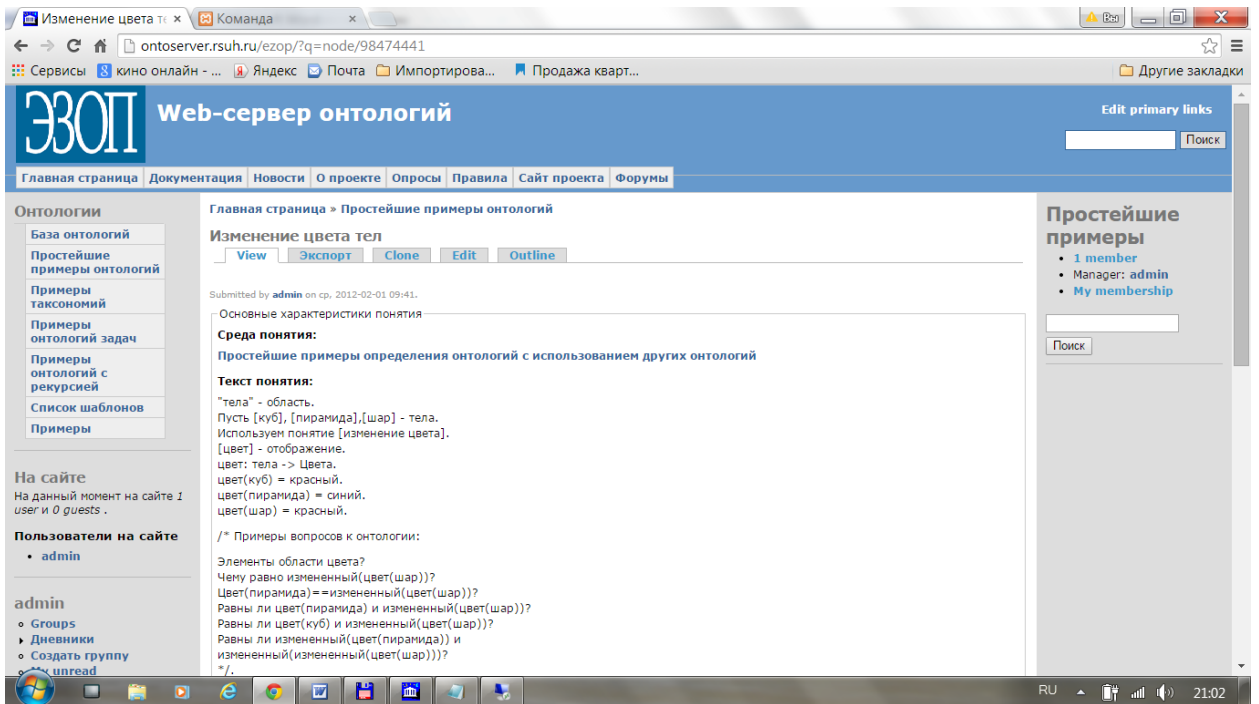 Изменение цвета те
Команда
Вы
ontoserver.rsuh.ru/ezop/?q=node/98474441
Сервисы кино онлайн - ... Яндекс Почта Импортирова... Продажа кварт... Другие закладки
ЭЗОП
Web-сервер онтологий
Edit primary links
Поиск
Главная страница Документация Новости О проекте Опросы Правила Сайт проекта Форумы
Онтологии
База онтологий
Простейшие
примеры онтологий
Примеры
таксономий
Примеры
онтологий задач
Примеры
онтологий с
рекурсией
Список шаблонов
Примеры
На сайте
На данный момент на сайте 1
user и 0 guests .
Пользователи на сайте
admin
admin
Groups
Дневники
Создать группу
My unread
Главная страница » Простейшие примеры онтологий
Изменение цвета тел
View Экспорт Clone Edit Outline
Submitted by admin on ср, 2012-02-01 09:41.
Основные характеристики понятия
Среда понятия:
Простейшие примеры определения онтологий с использованием других онтологий
Текст понятия:
"тела" - область.
Пусть [куб], [пирамида],[шар] - тела.
Используем понятие [изменение цвета].
[цвет] - отображение.
цвет: тела -> Цвета.
цвет(куб) = красный.
цвет(пирамида) = синий.
цвет(шар) = красный.
/* Примеры вопросов к онтологии:
Элементы области цвета?
Чему равно измененный(цвет(шар))?
Цвет(пирамида)==измененный(цвет(шар))?
Равны ли цвет(пирамида) и измененный(цвет(шар))?
Равны ли цвет(куб) и измененный(цвет(шар))?
Равны ли измененный(цвет(пирамида)) и
измененный(измененный(цвет(шар)))?
*/.
Простейшие
примеры
1 member
Manager: admin
My membership
Поиск
RU 21:02